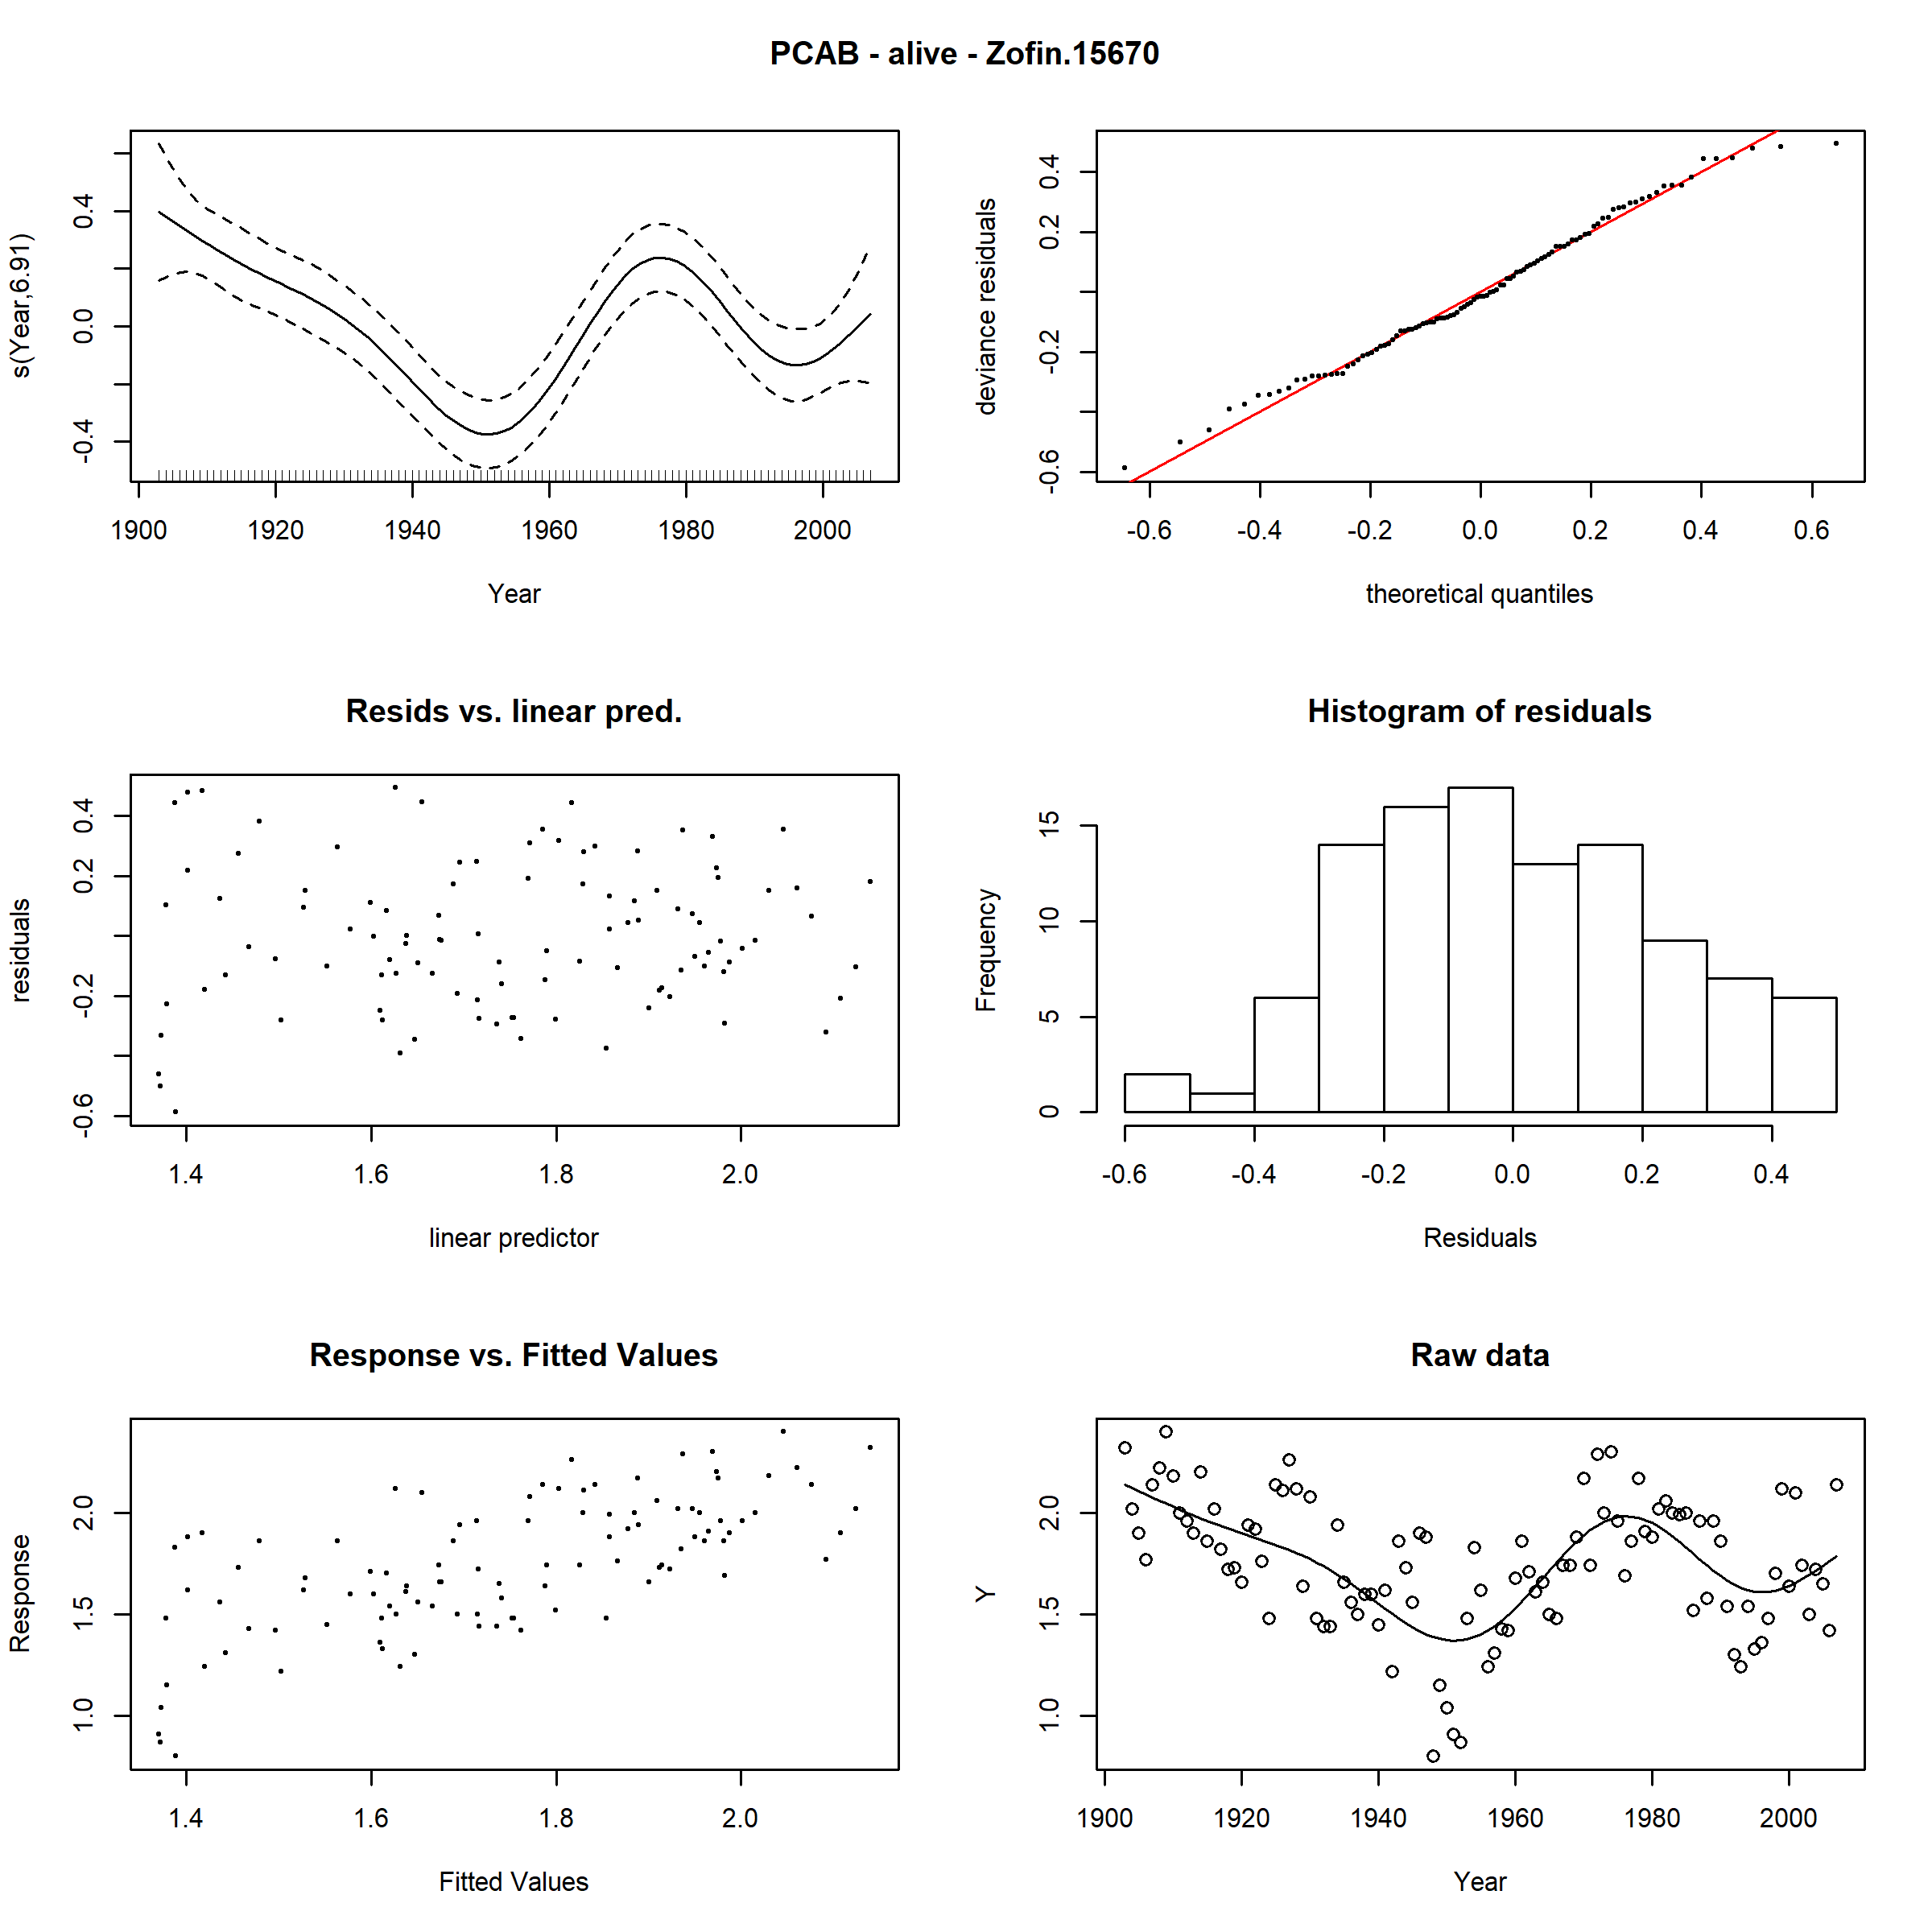 PCAB - alive - Zofin.15670
s(Year,6.91)
-0.4 0.0 0.4
1900 1920 1940 1960 1980 2000
Year
deviance residuals
-0.6 -0.2 0.2 0.4
-0.6 -0.4 -0.2 0.0 0.2 0.4 0.6
theoretical quantiles
Resids vs. linear pred.
residuals
-0.6 -0.2 0.2 0.4
1.4 1.6 1.8 2.0
linear predictor
Histogram of residuals
Frequency
0 5 10 15
-0.6 -0.4 -0.2 0.0 0.2 0.4
Residuals
Response vs. Fitted Values
Response
1.0 1.5 2.0
1.4 1.6 1.8 2.0
Fitted Values
Raw data
Y
1.0 1.5 2.0
1900 1920 1940 1960 1980 2000
Year